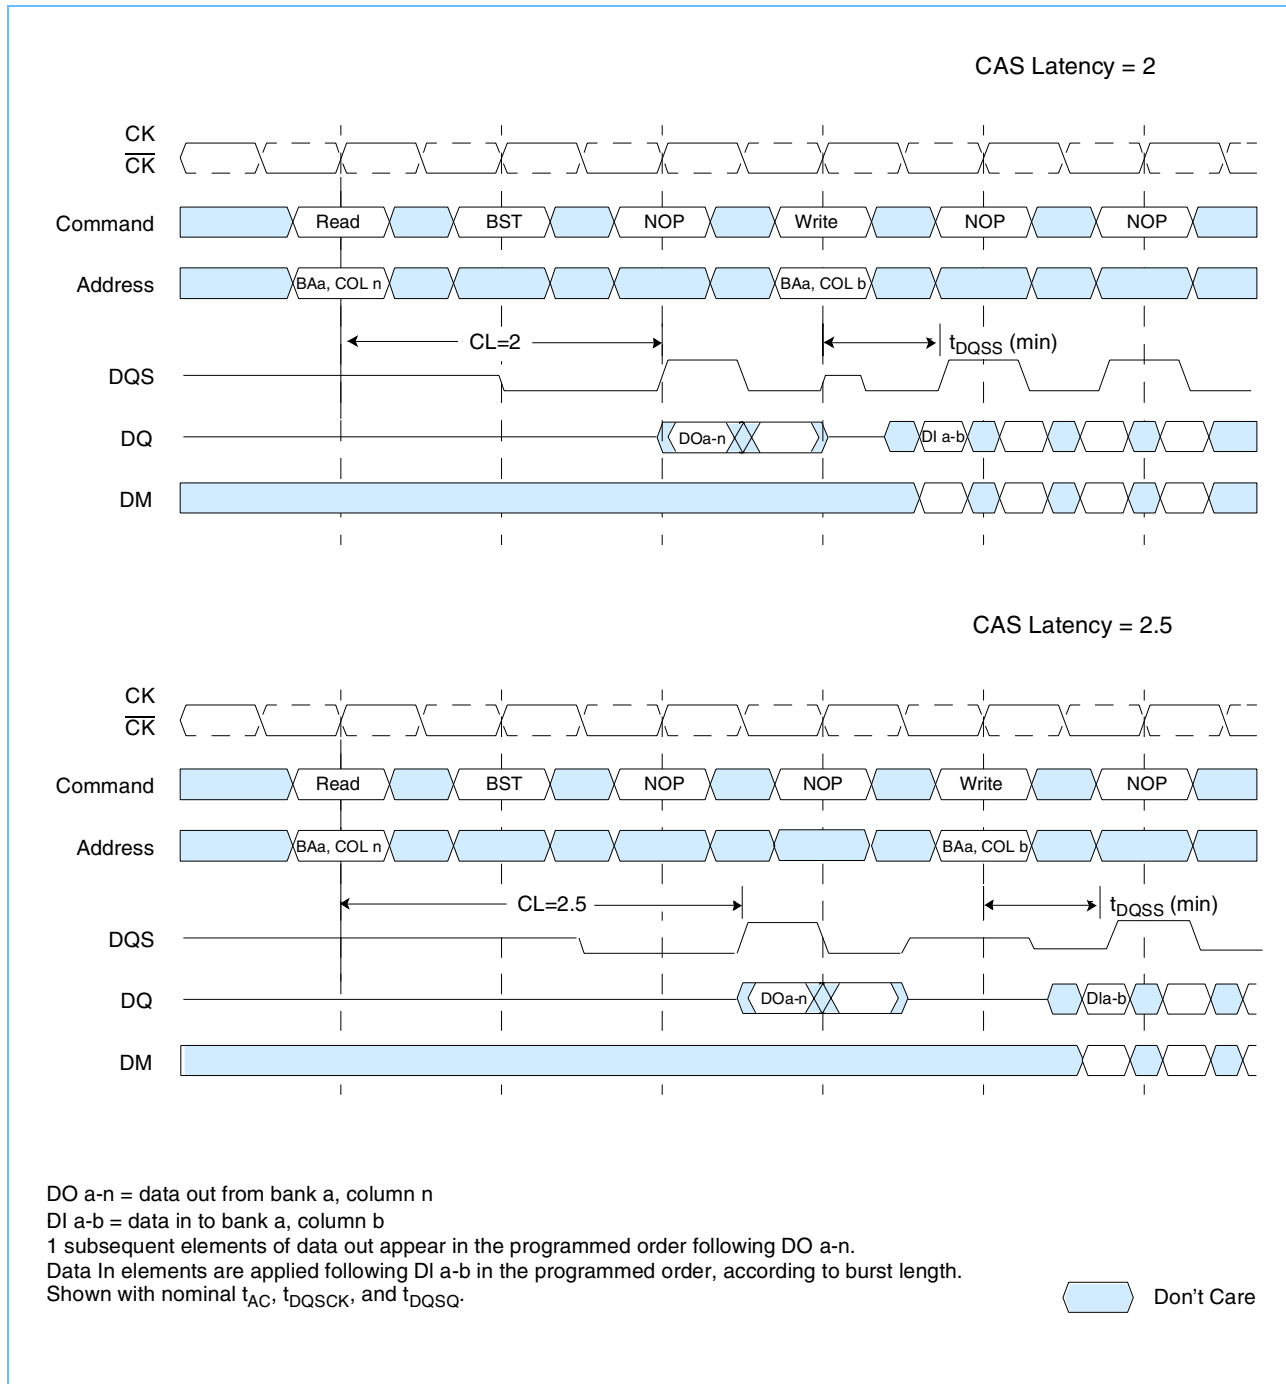 CAS Latency = 2
CK
CK
Command Read BST NOP Write NOP NOP
Address BAa, COL n BAa, COL b
CL=2 tDQSS (min)
DQS
DQ DOa-n DI a-b
DM
CAS Latency = 2.5
CK
CK
Command Read BST NOP NOP Write NOP
Address BAa, COL n BAa, COL b
CL=2.5 tDQSS (min)
DQS
DQ DOa-n DIa-b
DM
DO a-n = data out from bank a, column n
DI a-b = data in to bank a, column b
1 subsequent elements of data out appear in the programmed order following DO a-n.
Data In elements are applied following DI a-b in the programmed order, according to burst length.
Shown with nominal tAC, tDQSCK, and tDQSQ.
Don't Care